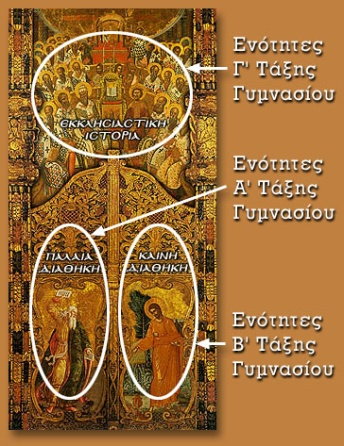 Ενότητες
Γ' Τάξης
Γυμνασίου
ΕΚΚΛΗΣΙΑΣΤΙΚΗ
ΙΣΤΟΡΙΑ
Ενότητες
Α' Τάξης
Γυμνασίου
ΠΑΛΑΙΑ
ΔΙΑΘΗΚΗ
ΚΑΙΝΗ
ΔΙΑΘΗΚΗ
Ενότητες
Β' Τάξης
Γυμνασίου